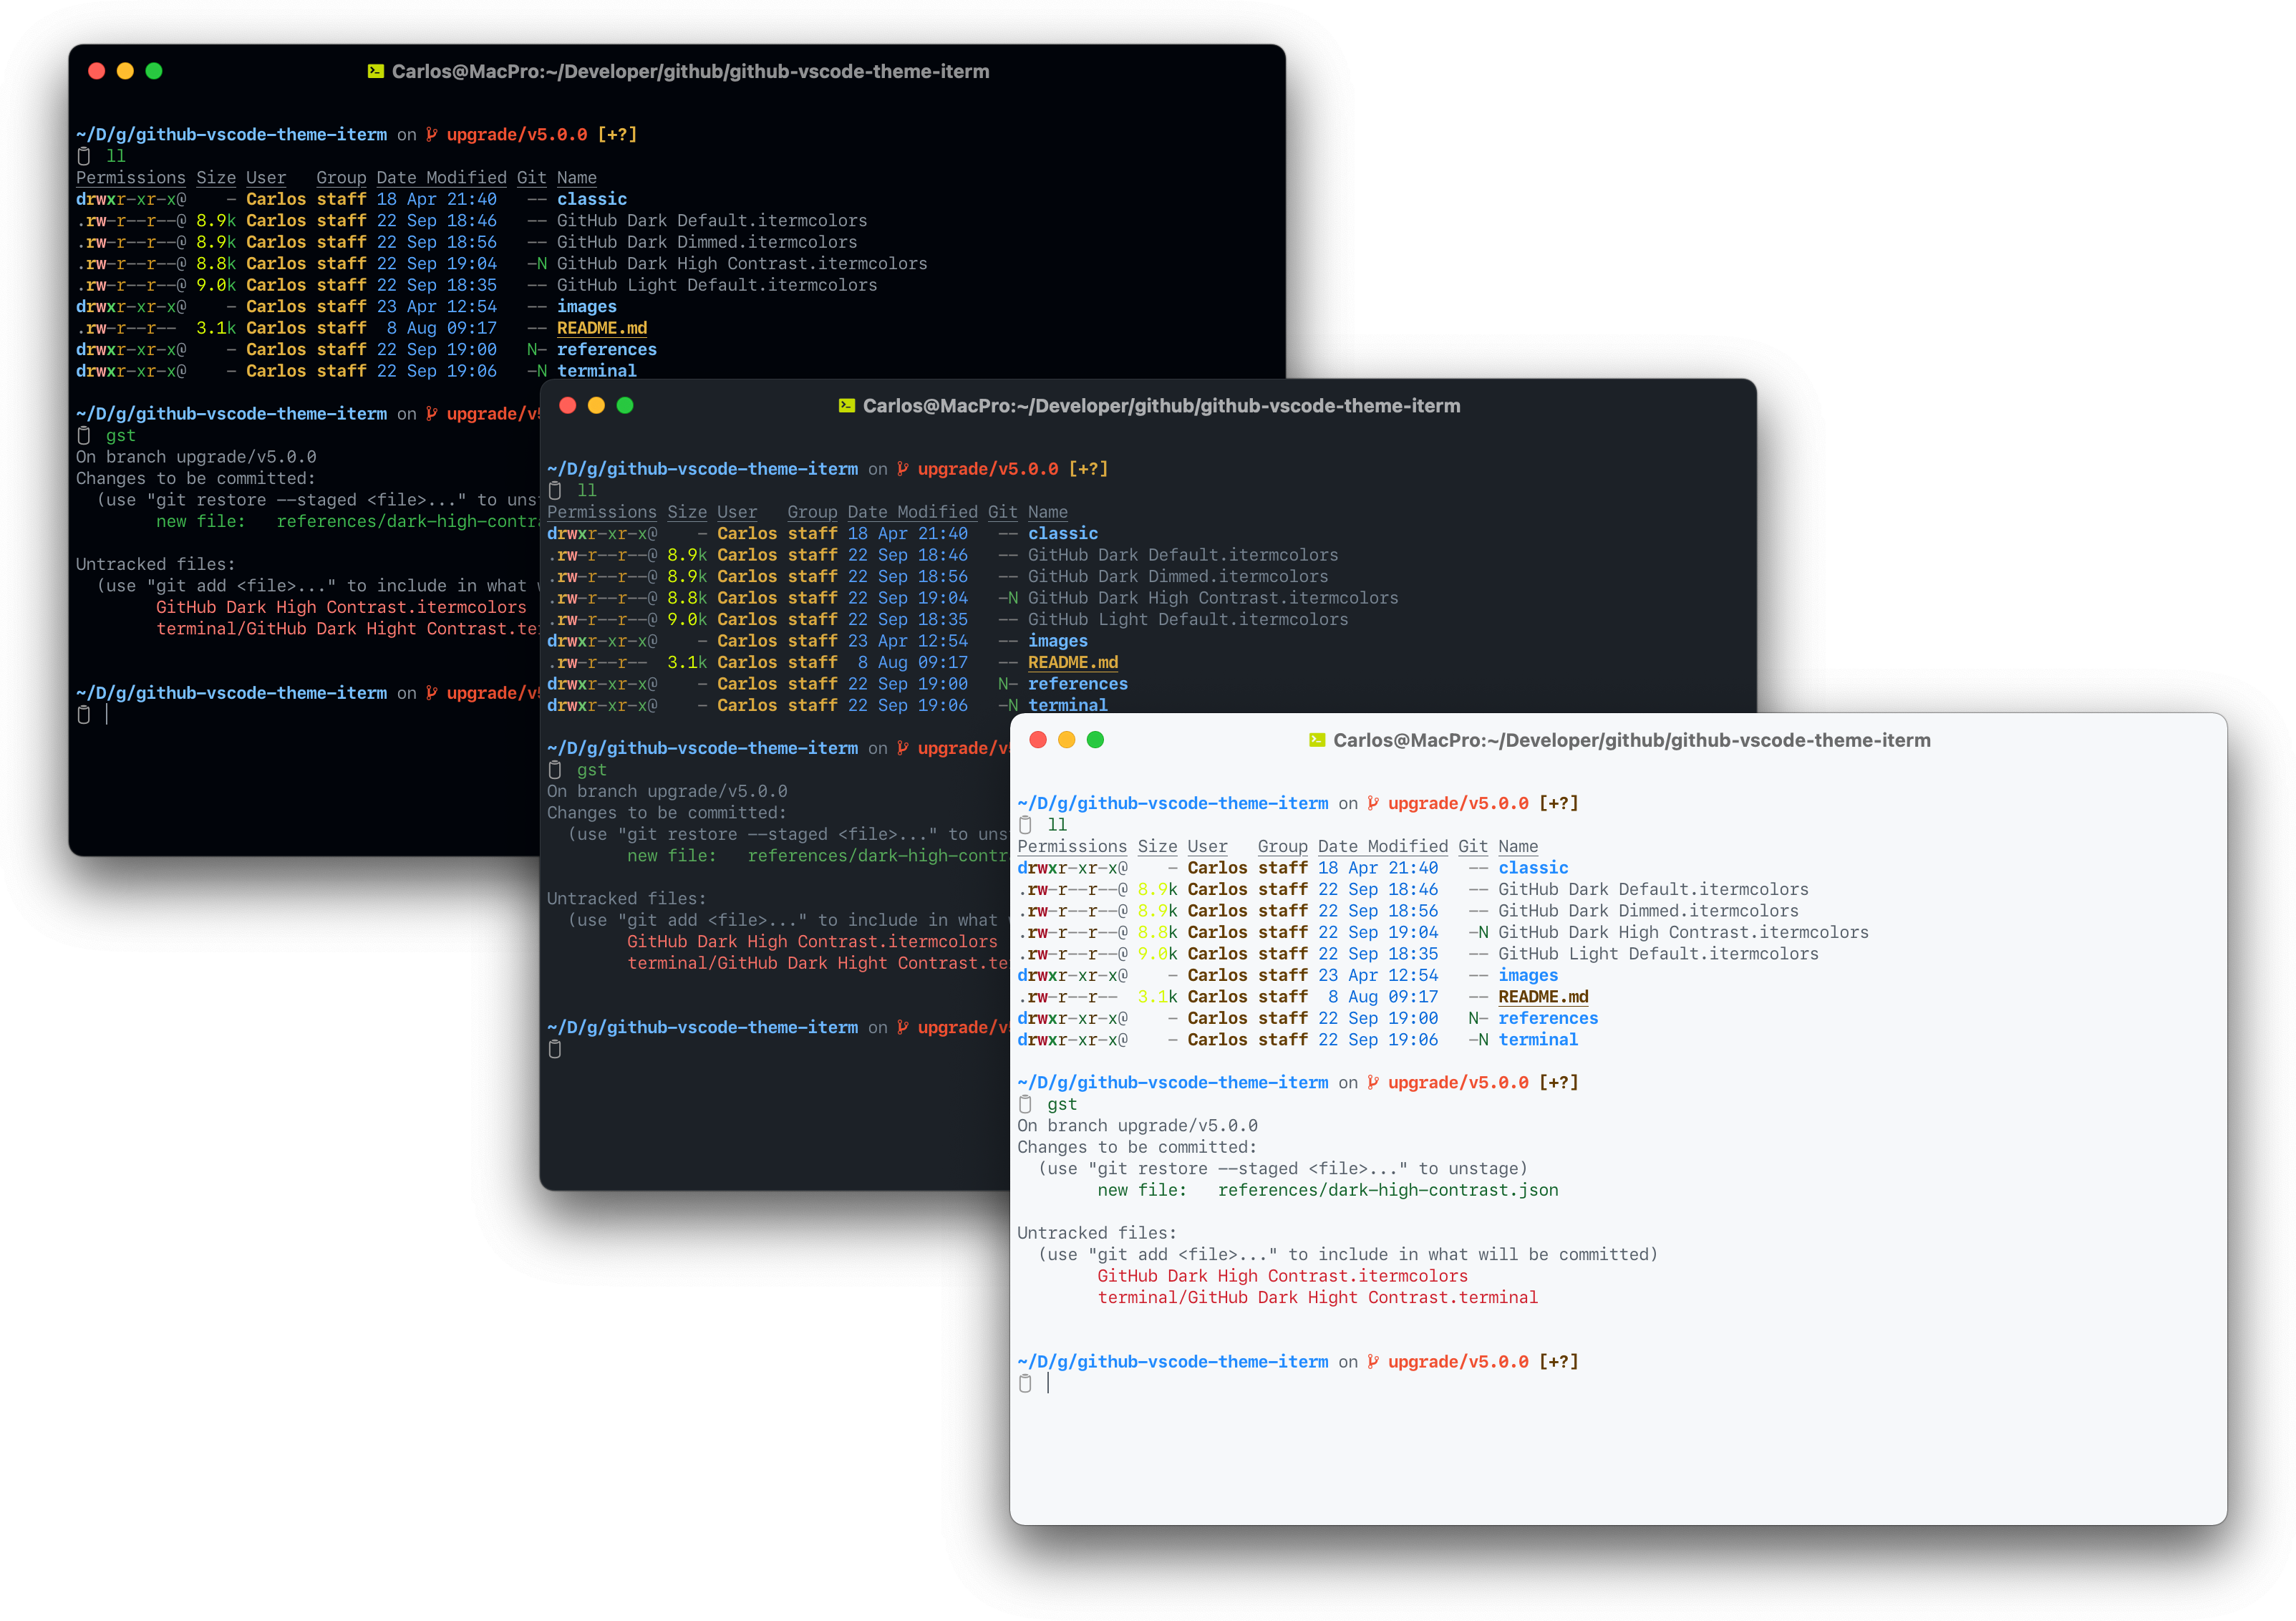 Carlos@MacPro:~/Developer/github/github-vscode-theme-iterm
~/D/g/github-vscode-theme-iterm on upgrade/v5.0.0 [+?]
ll
Permissions Size User Group Date Modified Git Name
drwxr-xr-x@ - Carlos staff 18 Apr 21:40 -- classic
.rw-r--r--@ 8.9k Carlos staff 22 Sep 18:46 -- GitHub Dark Default.itermcolors
.rw-r--r--@ 8.9k Carlos staff 22 Sep 18:56 -- GitHub Dark Dimmed.itermcolors
.rw-r--r--@ 8.8k Carlos staff 22 Sep 19:04 -N GitHub Dark High Contrast.itermcolors
.rw-r--r--@ 9.0k Carlos staff 22 Sep 18:35 -- GitHub Light Default.itermcolors
drwxr-xr-x@ - Carlos staff 23 Apr 12:54 -- images
.rw-r--r-- 3.1k Carlos staff 8 Aug 09:17 -- README.md
drwxr-xr-x@ - Carlos staff 22 Sep 19:00 N- references
drwxr-xr-x@ - Carlos staff 22 Sep 19:06 -N terminal
~/D/g/github-vscode-theme-iterm on upgrade/v5
gst
On branch upgrade/v5.0.0
Changes to be committed:
(use "git restore --staged <file>..." to uns
new file: references/dark-high-contra
Untracked files:
(use "git add <file>..." to include in what
GitHub Dark High Contrast.itermcolors
terminal/GitHub Dark Hight Contrast.te
~/D/g/github-vscode-theme-iterm on upgrade/v5
Carlos@MacPro:~/Developer/github/github-vscode-theme-iterm
~/D/g/github-vscode-theme-iterm on upgrade/v5.0.0 [+?]
ll
Permissions Size User Group Date Modified Git Name
drwxr-xr-x@ - Carlos staff 18 Apr 21:40 -- classic
.rw-r--r--@ 8.9k Carlos staff 22 Sep 18:46 -- GitHub Dark Default.itermcolors
.rw-r--r--@ 8.9k Carlos staff 22 Sep 18:56 -- GitHub Dark Dimmed.itermcolors
.rw-r--r--@ 8.8k Carlos staff 22 Sep 19:04 -N GitHub Dark High Contrast.itermcolors
.rw-r--r--@ 9.0k Carlos staff 22 Sep 18:35 -- GitHub Light Default.itermcolors
drwxr-xr-x@ - Carlos staff 23 Apr 12:54 -- images
.rw-r--r-- 3.1k Carlos staff 8 Aug 09:17 -- README.md
drwxr-xr-x@ - Carlos staff 22 Sep 19:00 N- references
drwxr-xr-x@ - Carlos staff 22 Sep 19:06 -N terminal
~/D/g/github-vscode-theme-iterm on upgrade/v
gst
On branch upgrade/v5.0.0
Changes to be committed:
(use "git restore --staged <file>..." to uns
new file: references/dark-high-contr
Untracked files:
(use "git add <file>..." to include in what
GitHub Dark High Contrast.itermcolors
terminal/GitHub Dark Hight Contrast.te
~/D/g/github-vscode-theme-iterm on upgrade/v
Carlos@MacPro:~/Developer/github/github-vscode-theme-iterm
~/D/g/github-vscode-theme-iterm on upgrade/v5.0.0 [+?]
ll
Permissions Size User Group Date Modified Git Name
drwxr-xr-x@ - Carlos staff 18 Apr 21:40 -- classic
.rw-r--r--@ 8.9k Carlos staff 22 Sep 18:46 -- GitHub Dark Default.itermcolors
.rw-r--r--@ 8.9k Carlos staff 22 Sep 18:56 -- GitHub Dark Dimmed.itermcolors
.rw-r--r--@ 8.8k Carlos staff 22 Sep 19:04 -N GitHub Dark High Contrast.itermcolors
.rw-r--r--@ 9.0k Carlos staff 22 Sep 18:35 -- GitHub Light Default.itermcolors
drwxr-xr-x@ - Carlos staff 23 Apr 12:54 -- images
.rw-r--r-- 3.1k Carlos staff 8 Aug 09:17 -- README.md
drwxr-xr-x@ - Carlos staff 22 Sep 19:00 N- references
drwxr-xr-x@ - Carlos staff 22 Sep 19:06 -N terminal
~/D/g/github-vscode-theme-iterm on upgrade/v5.0.0 [+?]
gst
On branch upgrade/v5.0.0
Changes to be committed:
(use "git restore --staged <file>..." to unstage)
new file: references/dark-high-contrast.json
Untracked files:
(use "git add <file>..." to include in what will be committed)
GitHub Dark High Contrast.itermcolors
terminal/GitHub Dark Hight Contrast.terminal
~/D/g/github-vscode-theme-iterm on upgrade/v5.0.0 [+?]